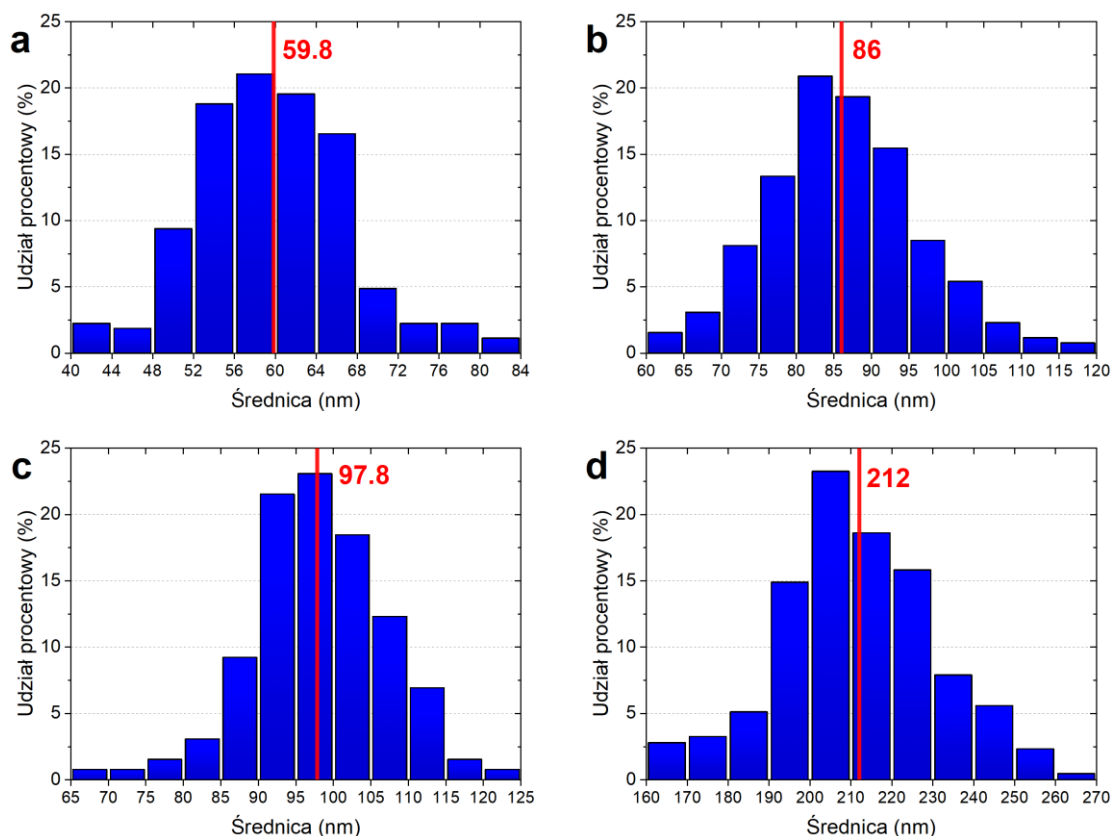 a
59.8
Udział procentowy (%)
25
20
15
10
5
0
40 44 48 52 56 60 64 68 72 76 80 84
Średnica (nm)
b
86
Udział procentowy (%)
25
20
15
10
5
0
60 65 70 75 80 85 90 95 100 105 110 115 120
Średnica (nm)
c
97.8
Udział procentowy (%)
25
20
15
10
5
0
65 70 75 80 85 90 95 100 105 110 115 120 125
Średnica (nm)
d
212
Udział procentowy (%)
25
20
15
10
5
0
160 170 180 190 200 210 220 230 240 250 260 270
Średnica (nm)